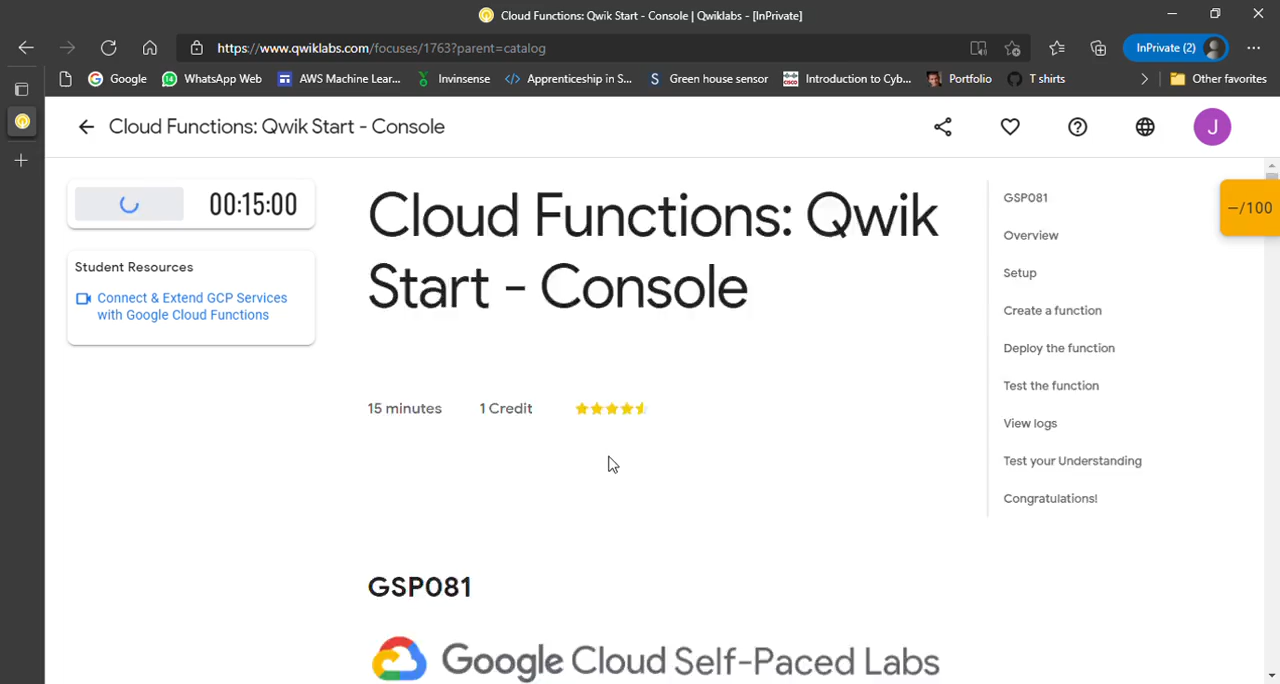 Cloud Functions: Qwik Start - Console | Qwiklabs - [InPrivate]
https://www.qwiklabs.com/focuses/1763?parent=catalog
InPrivate (2)
Google
WhatsApp Web
AWS Machine Lear...
Invinsense
Apprenticeship in S...
Green house sensor
Introduction to Cyb...
Portfolio
T shirts
Other favorites
Cloud Functions: Qwik Start - Console
J
00:15:00
Student Resources
Connect & Extend GCP Services
with Google Cloud Functions
Cloud Functions: Qwik
Start - Console
15 minutes
1 Credit
GSP081
Google Cloud Self-Paced Labs
GSP081
Overview
Setup
Create a function
Deploy the function
Test the function
View logs
Test your Understanding
Congratulations!
–/100